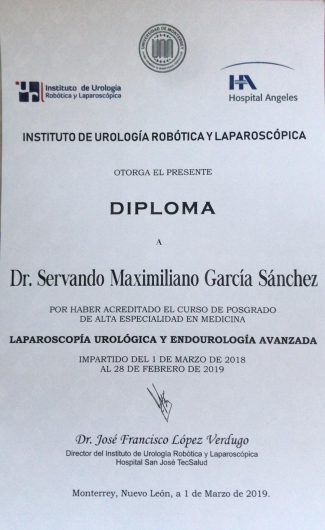 UNIVERSIDAD DE MONTERREY
Instituto de Urología
Robótica y Laparoscópica
HA
Hospital Angeles
INSTITUTO DE UROLOGÍA ROBÓTICA Y LAPAROSCÓPICA
OTORGA EL PRESENTE
DIPLOMA
A
Dr. Servando Maximiliano García Sánchez
POR HABER ACREDITADO EL CURSO DE POSGRADO
DE ALTA ESPECIALIDAD EN MEDICINA
LAPAROSCOPÍA UROLÓGICA Y ENDOUROLOGÍA AVANZADA
IMPARTIDO DEL 1 DE MARZO DE 2018
AL 28 DE FEBRERO DE 2019
Dr. José Francisco López Verdugo
Director del Instituto de Urología Robótica y Laparoscópica
Hospital San José TecSalud
Monterrey, Nuevo León, a 1 de Marzo de 2019.